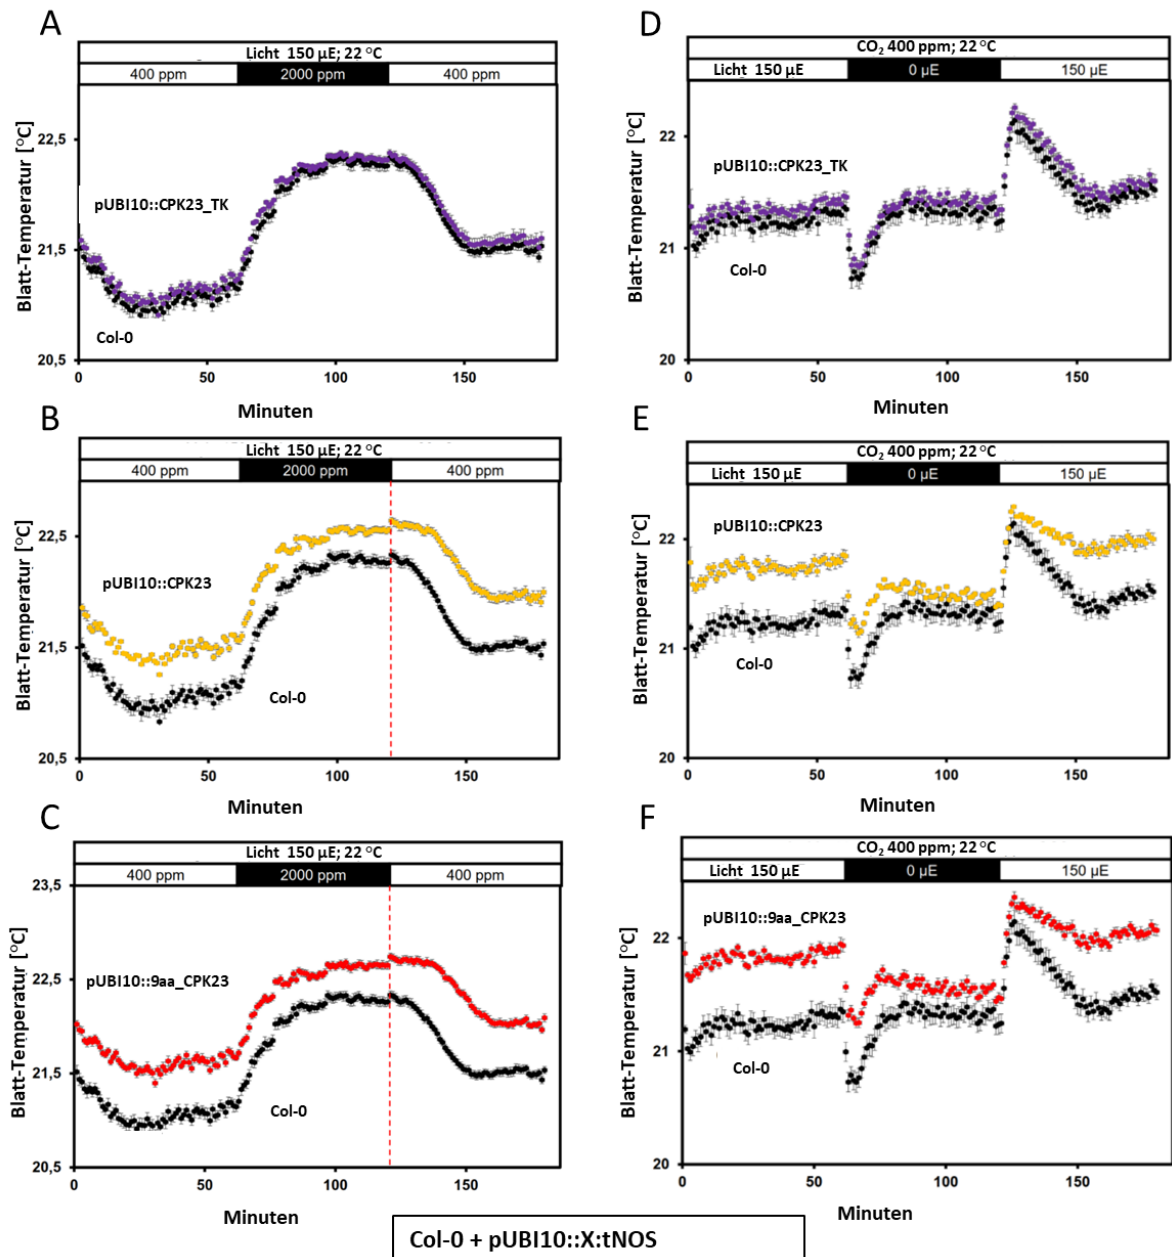 A
Licht 150 µE; 22 °C
400 ppm 2000 ppm 400 ppm
Blatt-Temperatur [°C]
22,5
21,5
20,5
pUBI10::CPK23_TK
Col-0
0 50 100 150
Minuten
B
Licht 150 µE; 22 °C
400 ppm 2000 ppm 400 ppm
Blatt-Temperatur [°C]
22,5
21,5
20,5
pUBI10::CPK23
Col-0
0 50 100 150
Minuten
C
Licht 150 µE; 22 °C
400 ppm 2000 ppm 400 ppm
Blatt-Temperatur [°C]
23,5
22,5
21,5
20,5
pUBI10::9aa_CPK23
Col-0
0 50 100 150
Minuten
D
CO₂ 400 ppm; 22 °C
Licht 150 µE 0 µE 150 µE
Blatt-Temperatur [°C]
22
21
20
pUBI10::CPK23_TK
Col-0
0 50 100 150
Minuten
E
CO₂ 400 ppm; 22 °C
Licht 150 µE 0 µE 150 µE
Blatt-Temperatur [°C]
22
21
20
pUBI10::CPK23
Col-0
0 50 100 150
Minuten
F
CO₂ 400 ppm; 22 °C
Licht 150 µE 0 µE 150 µE
Blatt-Temperatur [°C]
22
21
20
pUBI10::9aa_CPK23
Col-0
0 50 100 150
Minuten
Col-0 + pUBI10::X:tNOS